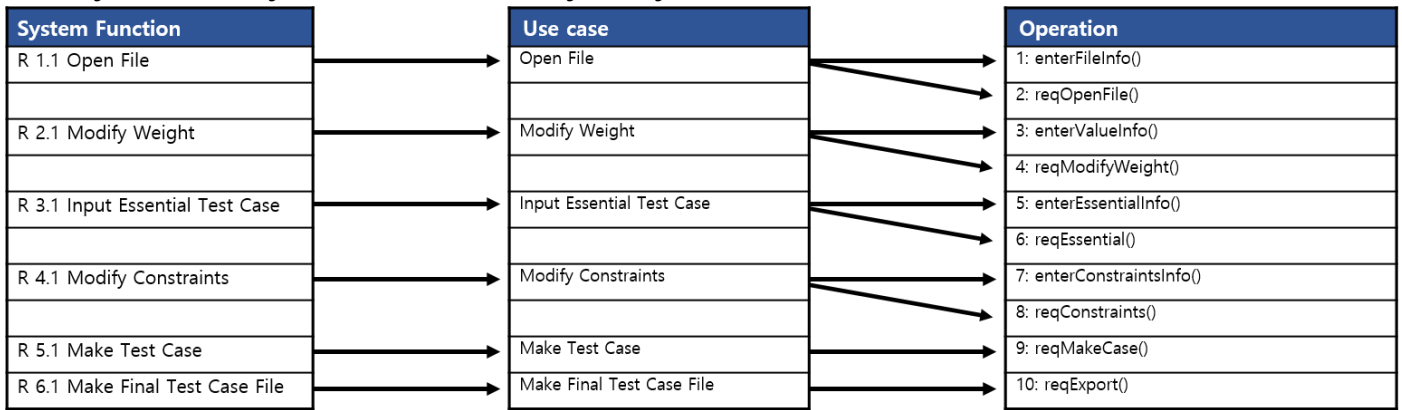 System Function Use case Operation
R 1.1 Open File Open File 1: enterFileInfo()
2: reqOpenFile()
R 2.1 Modify Weight Modify Weight 3: enterValueInfo()
4: reqModifyWeight()
R 3.1 Input Essential Test Case Input Essential Test Case 5: enterEssentialInfo()
6: reqEssential()
R 4.1 Modify Constraints Modify Constraints 7: enterConstraintsInfo()
8: reqConstraints()
R 5.1 Make Test Case Make Test Case 9: reqMakeCase()
R 6.1 Make Final Test Case File Make Final Test Case File 10: reqExport()